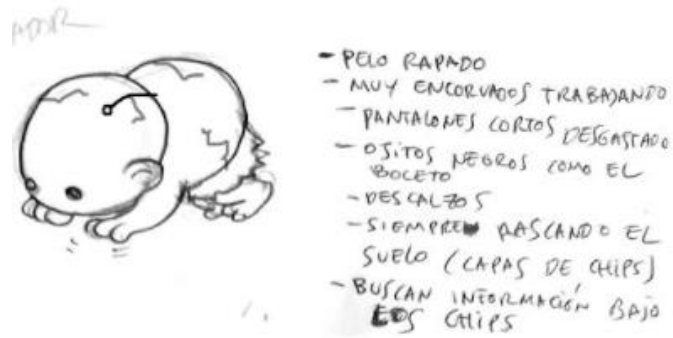 ADOR
- PELO RAPADO
- MUY ENCORVADOS TRABAJANDO
- PANTALONES CORTOS DESGASTADO
- OJITOS NEGROS COMO EL
BOCETO
- DESCALZOS
- SIEMPRE RASCANDO EL
SUELO (CAPAS DE CHIPS)
- BUSCAN INFORMACIÓN BAJO
LOS CHIPS